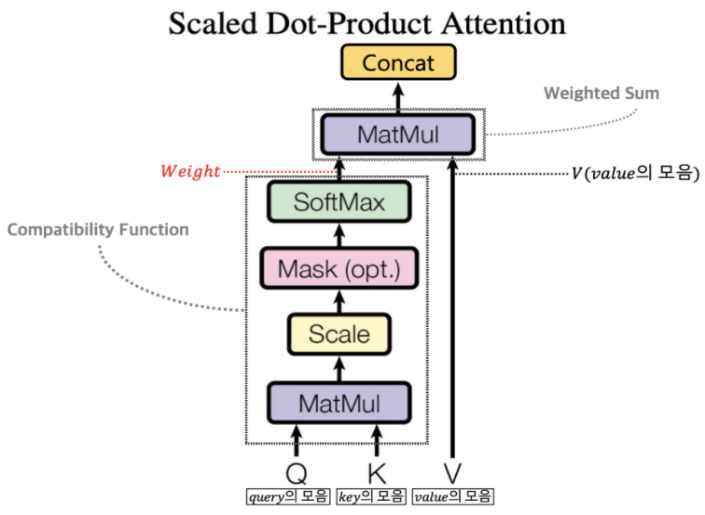 Scaled Dot-Product Attention
Concat
Weighted Sum
MatMul
Weight
V(value의 모음)
SoftMax
Compatibility Function
Mask (opt.)
Scale
MatMul
Q K V
query의 모음 key의 모음 value의 모음